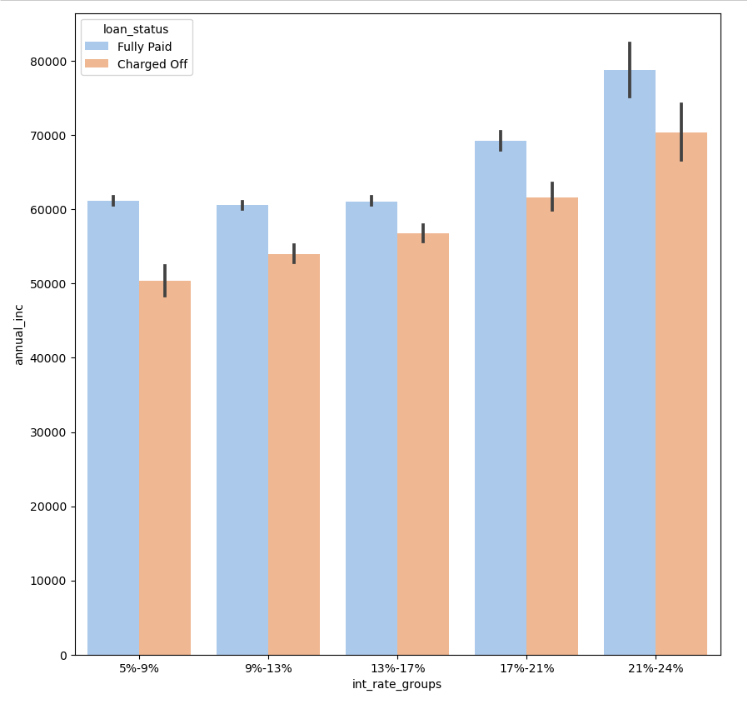 loan_status
Fully Paid
Charged Off
80000
70000
60000
50000
40000
30000
20000
10000
0
annual_inc
5%-9%
9%-13%
13%-17%
17%-21%
21%-24%
int_rate_groups